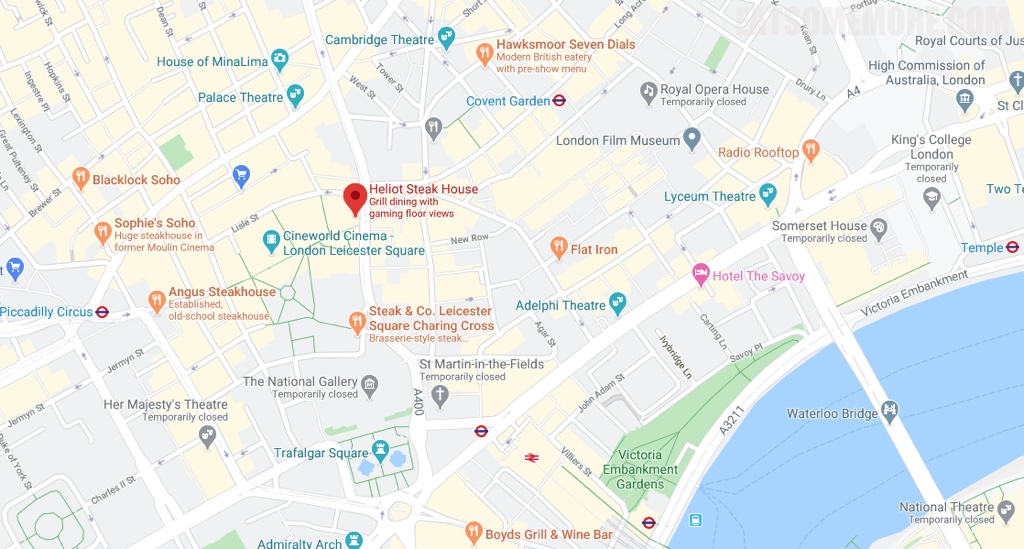 EATSOMEMORE.COM
Portug
Long Acre
Kean St
Royal Courts of Jus
Dean St
Cambridge Theatre
Hawksmoor Seven Dials
Modern British eatery
with pre-show menu
House of MinaLima
High Commission of
Australia, London
Hopkins St
Ingestre Pl
Tower St
West St
Palace Theatre
Covent Garden
Royal Opera House
Temporarily closed
Drury Ln
A4
St Cl
Lexington St
Great Pulteney St
London Film Museum
Radio Rooftop
King's College
London
Temporarily
closed
Blacklock Soho
Brewer St
Heliot Steak House
Grill dining with
gaming floor views
Lyceum Theatre
Two Te
Sophie's Soho
Huge steakhouse in
former Moulin Cinema
Lisle St
Somerset House
Temporarily closed
Cineworld Cinema -
London Leicester Square
New Row
Flat Iron
Temple
t
Hotel The Savoy
Victoria Embankment
Angus Steakhouse
Established,
old-school steakhouse
Piccadilly Circus
Adelphi Theatre
Steak & Co. Leicester
Square Charing Cross
Brasserie-style steak...
Agar St
Carting Ln
Ivybridge Ln
Savoy Pl
Jermyn St
St Martin-in-the-Fields
Temporarily closed
The National Gallery
John Adam St
A400
Her Majesty's Theatre
Temporarily closed
Jermyn St
A3211
Waterloo Bridge
Duke of York St
Trafalgar Square
Villiers St
Victoria
Embankment
Gardens
Charles II St
National Theatre
Temporarily closed
Boyds Grill & Wine Bar
Admiralty Arch